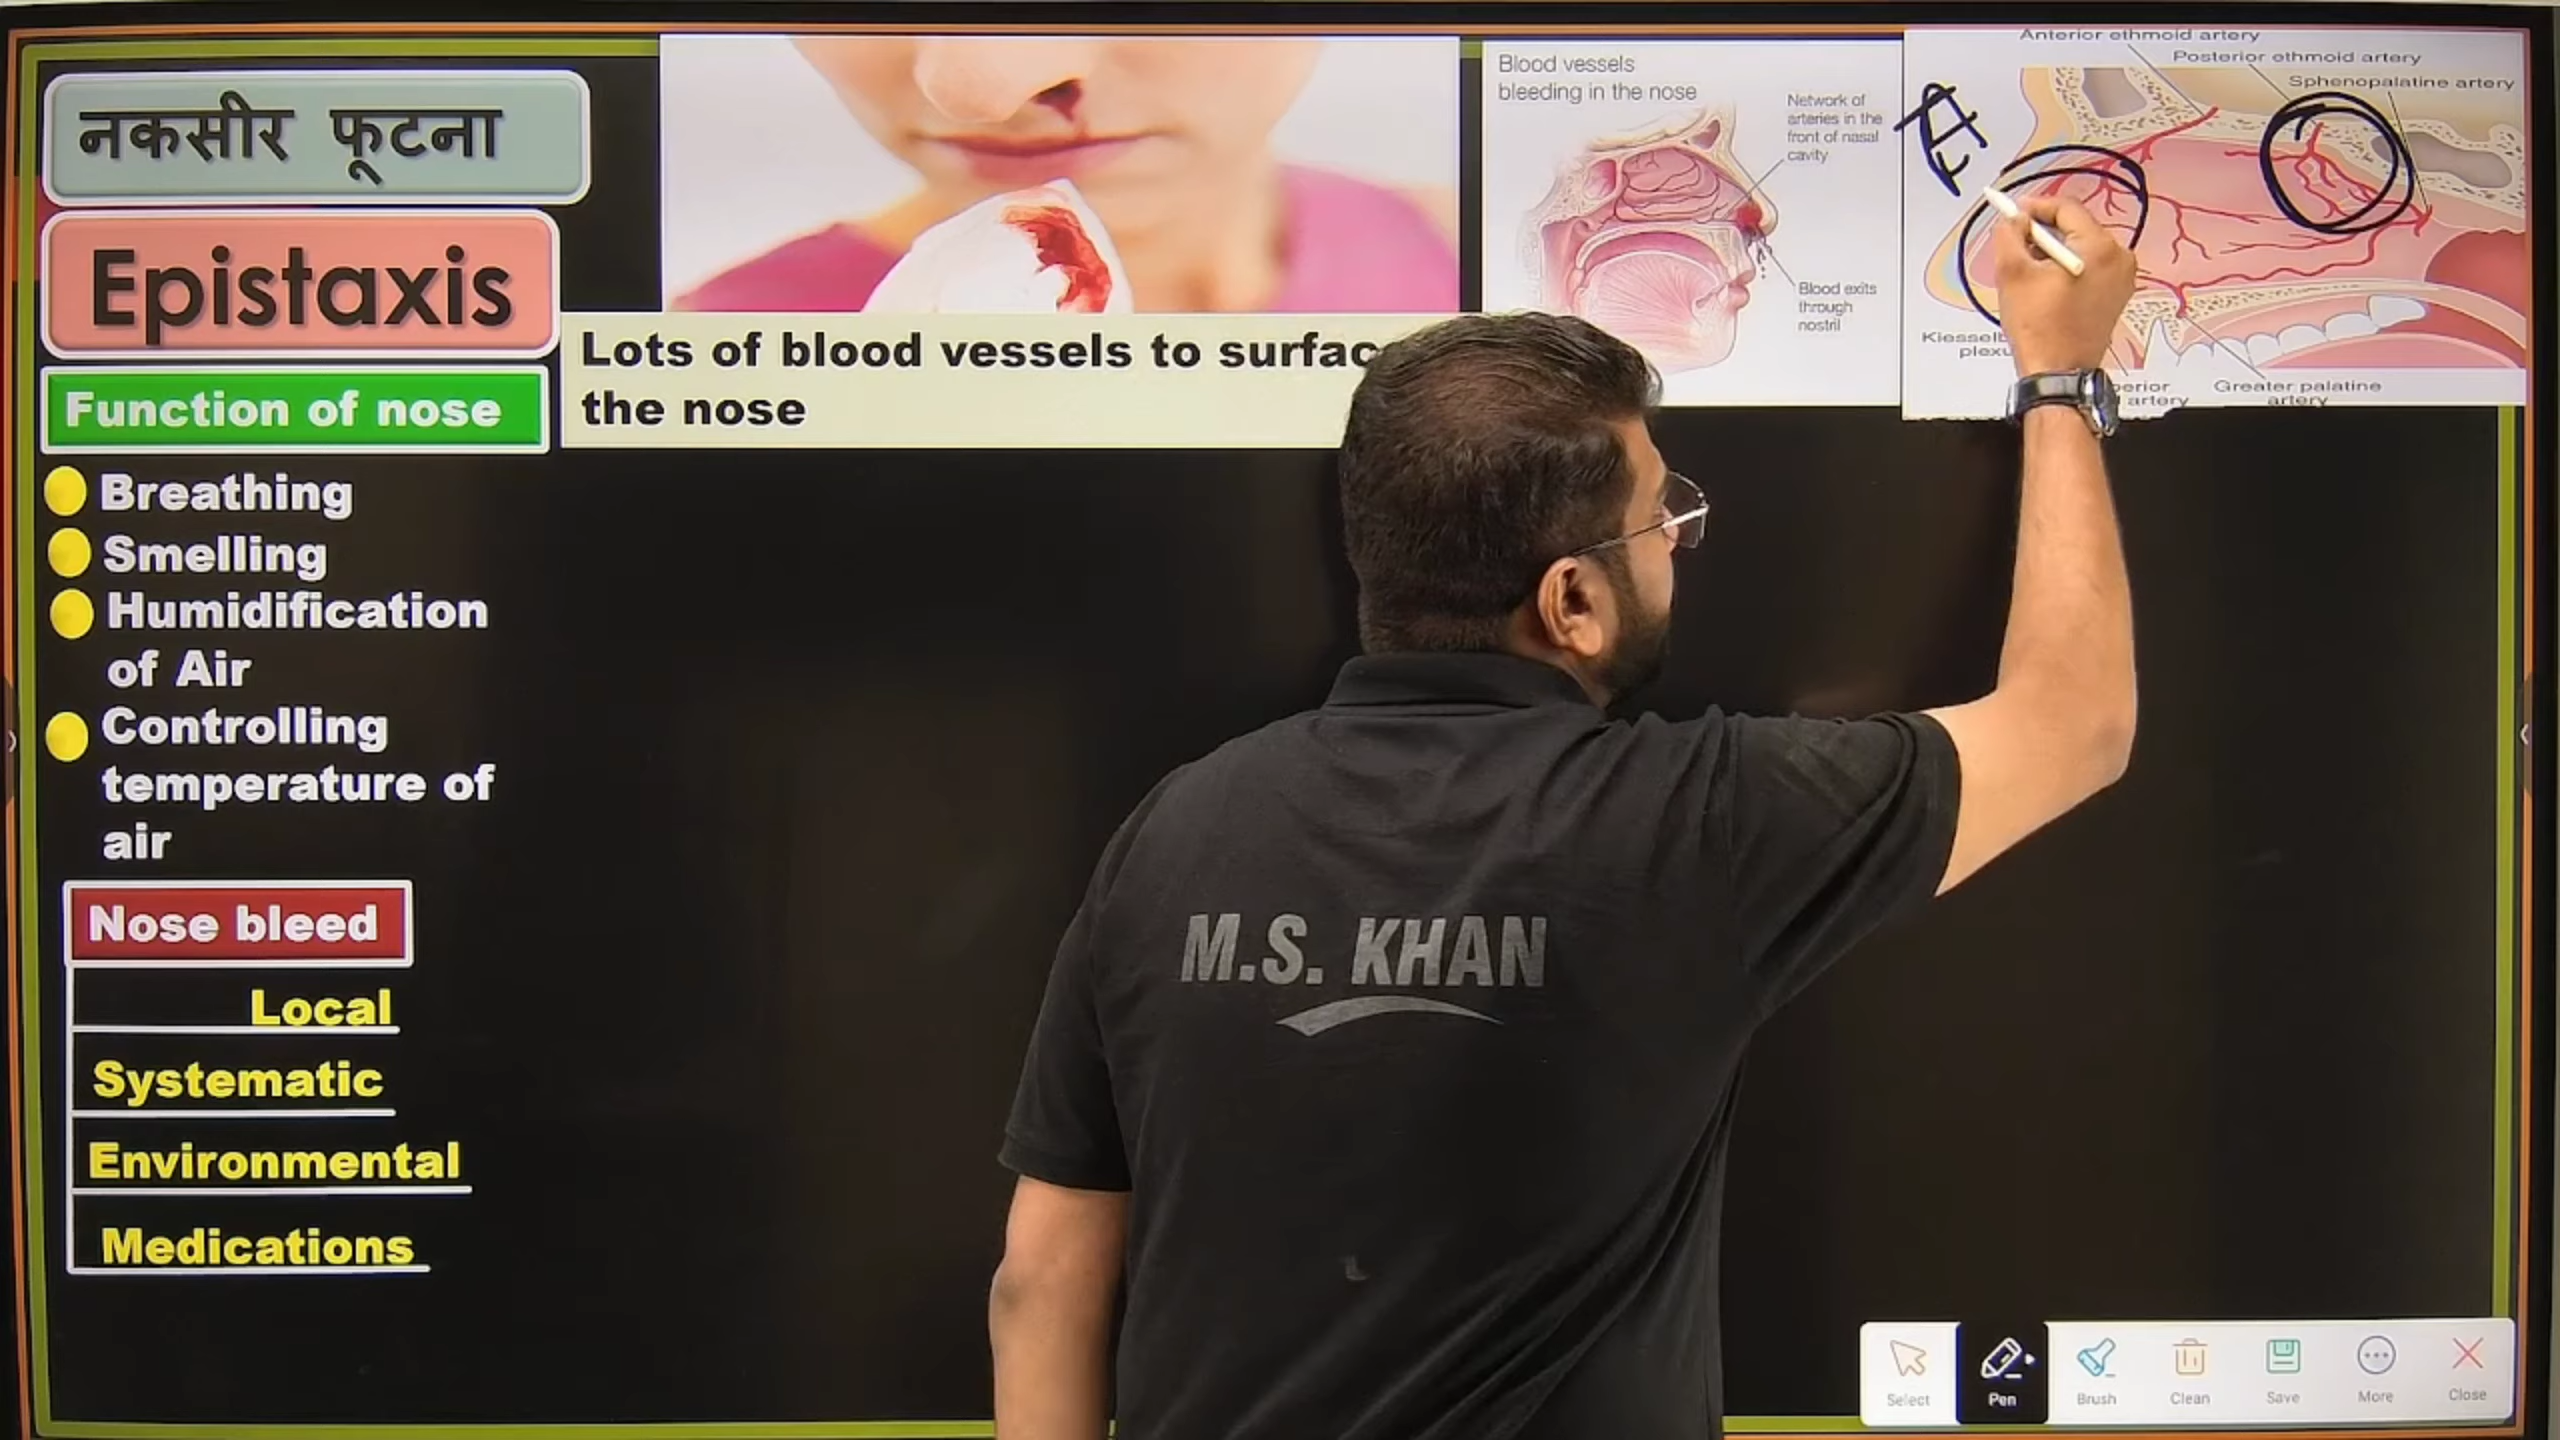 नकसीर फूटना
Epistaxis
Function of nose
Breathing
Smelling
Humidification
of Air
Controlling
temperature of
air
Nose bleed
Local
Systematic
Environmental
Medications
Lots of blood vessels to
the nose
Blood vessels
bleeding in the nose
Network of
arteries in the
front of nasal
cavity
Blood exits
through
nostril
Anterior ethmoid artery
Posterior ethmoid artery
Sphenopalatine artery
artery
Greater palatine
artery
M.S. KHAN
Select
Pen
Brush
Clean
Save
More
Close